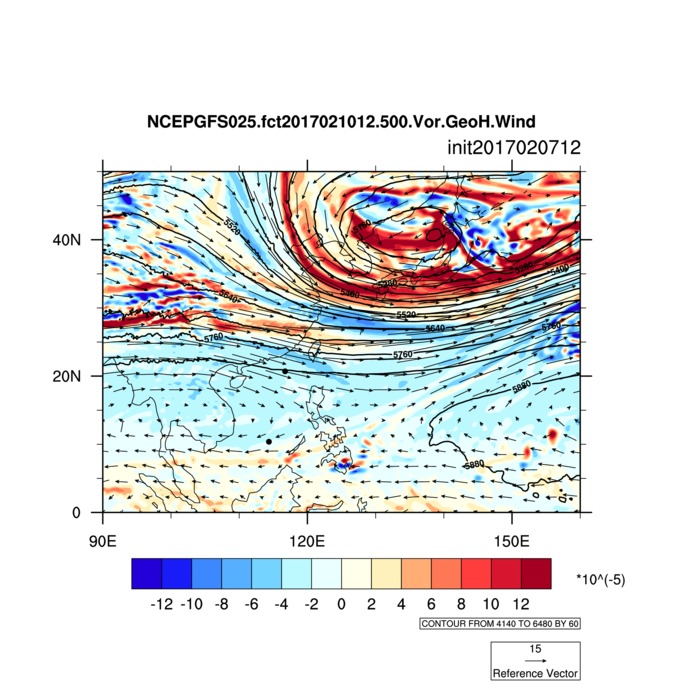 NCEPGFS025.fct2017021012.500.Vor.GeoH.Wind
init2017020712
40N
20N
0
5520
5640
5760
5280
5360
5520
5640
5760
5400
5760
5880
5880
90E 120E 150E
-12 -10 -8 -6 -4 -2 0 2 4 6 8 10 12
*10^(-5)
CONTOUR FROM 4140 TO 6480 BY 60
15
Reference Vector